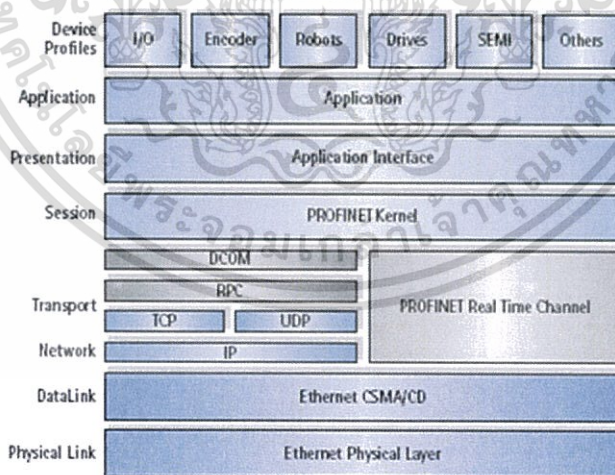 Device Profiles I/O Encoder Robots Drives SEMI Others
Application Application
Presentation Application Interface
Session PROFINET Kernel
DCOM
RPC
Transport TCP UDP PROFINET Real Time Channel
Network IP
DataLink Ethernet CSMA/CD
Physical Link Ethernet Physical Layer